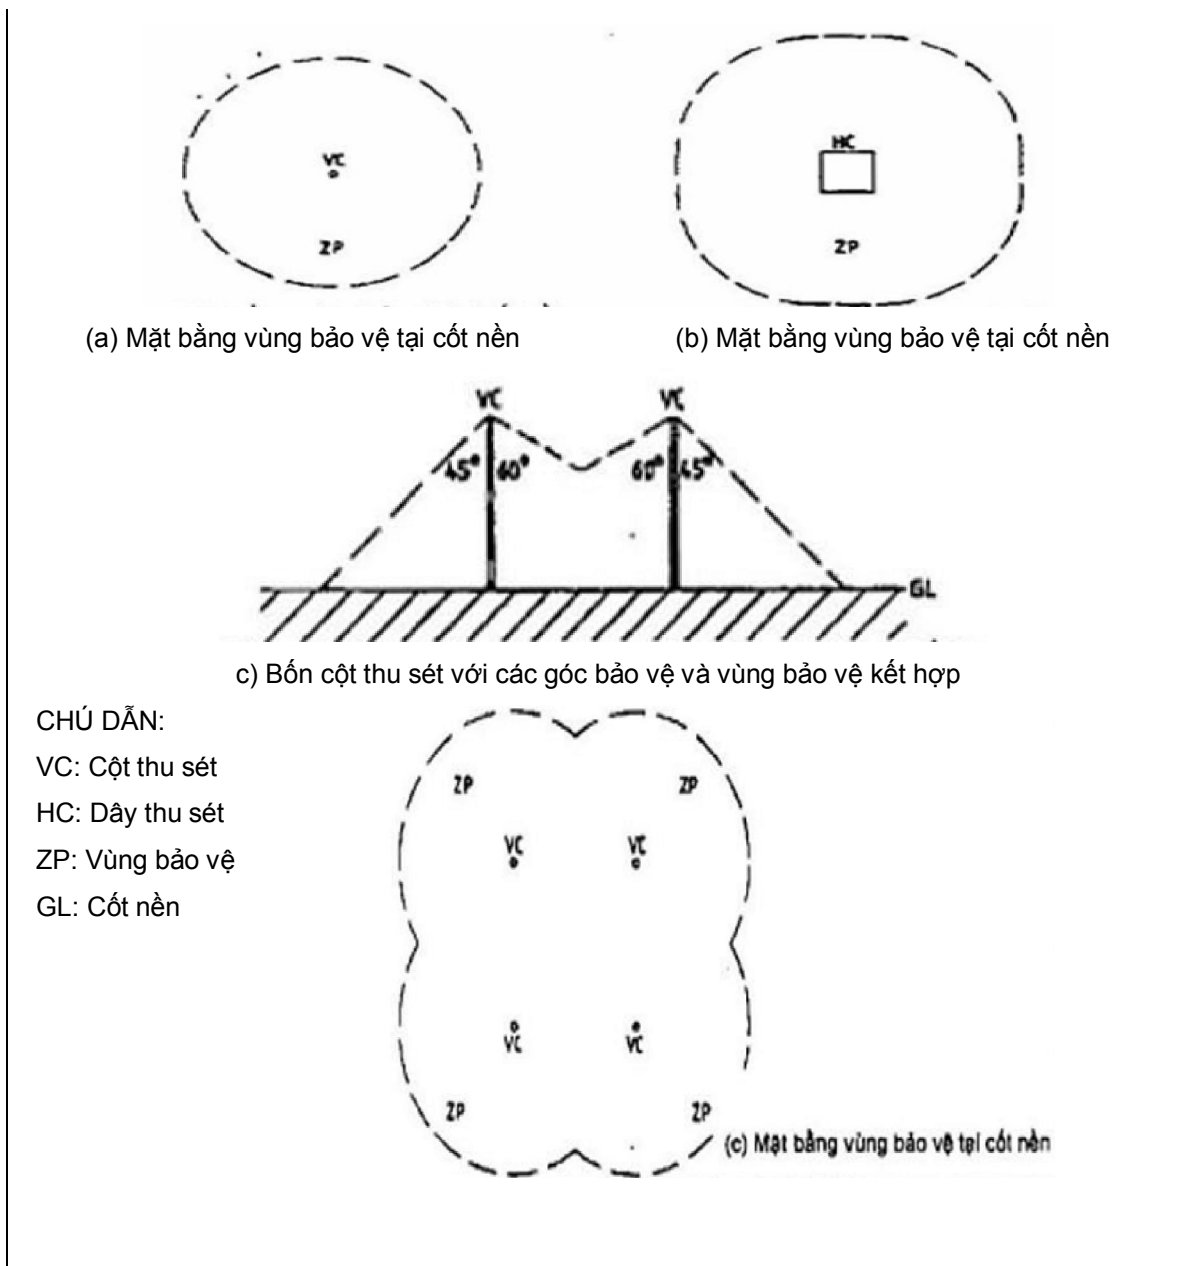 VC
ZP
HC
ZP
(a) Mặt bằng vùng bảo vệ tại cốt nền
(b) Mặt bằng vùng bảo vệ tại cốt nền
VC VC
45° 60° 60° 45°
GL
c) Bốn cột thu sét với các góc bảo vệ và vùng bảo vệ kết hợp
CHÚ DẪN:
VC: Cột thu sét
HC: Dây thu sét
ZP: Vùng bảo vệ
GL: Cốt nền
ZP ZP
VC VC
VC VC
ZP ZP
(c) Mặt bằng vùng bảo vệ tại cốt nền